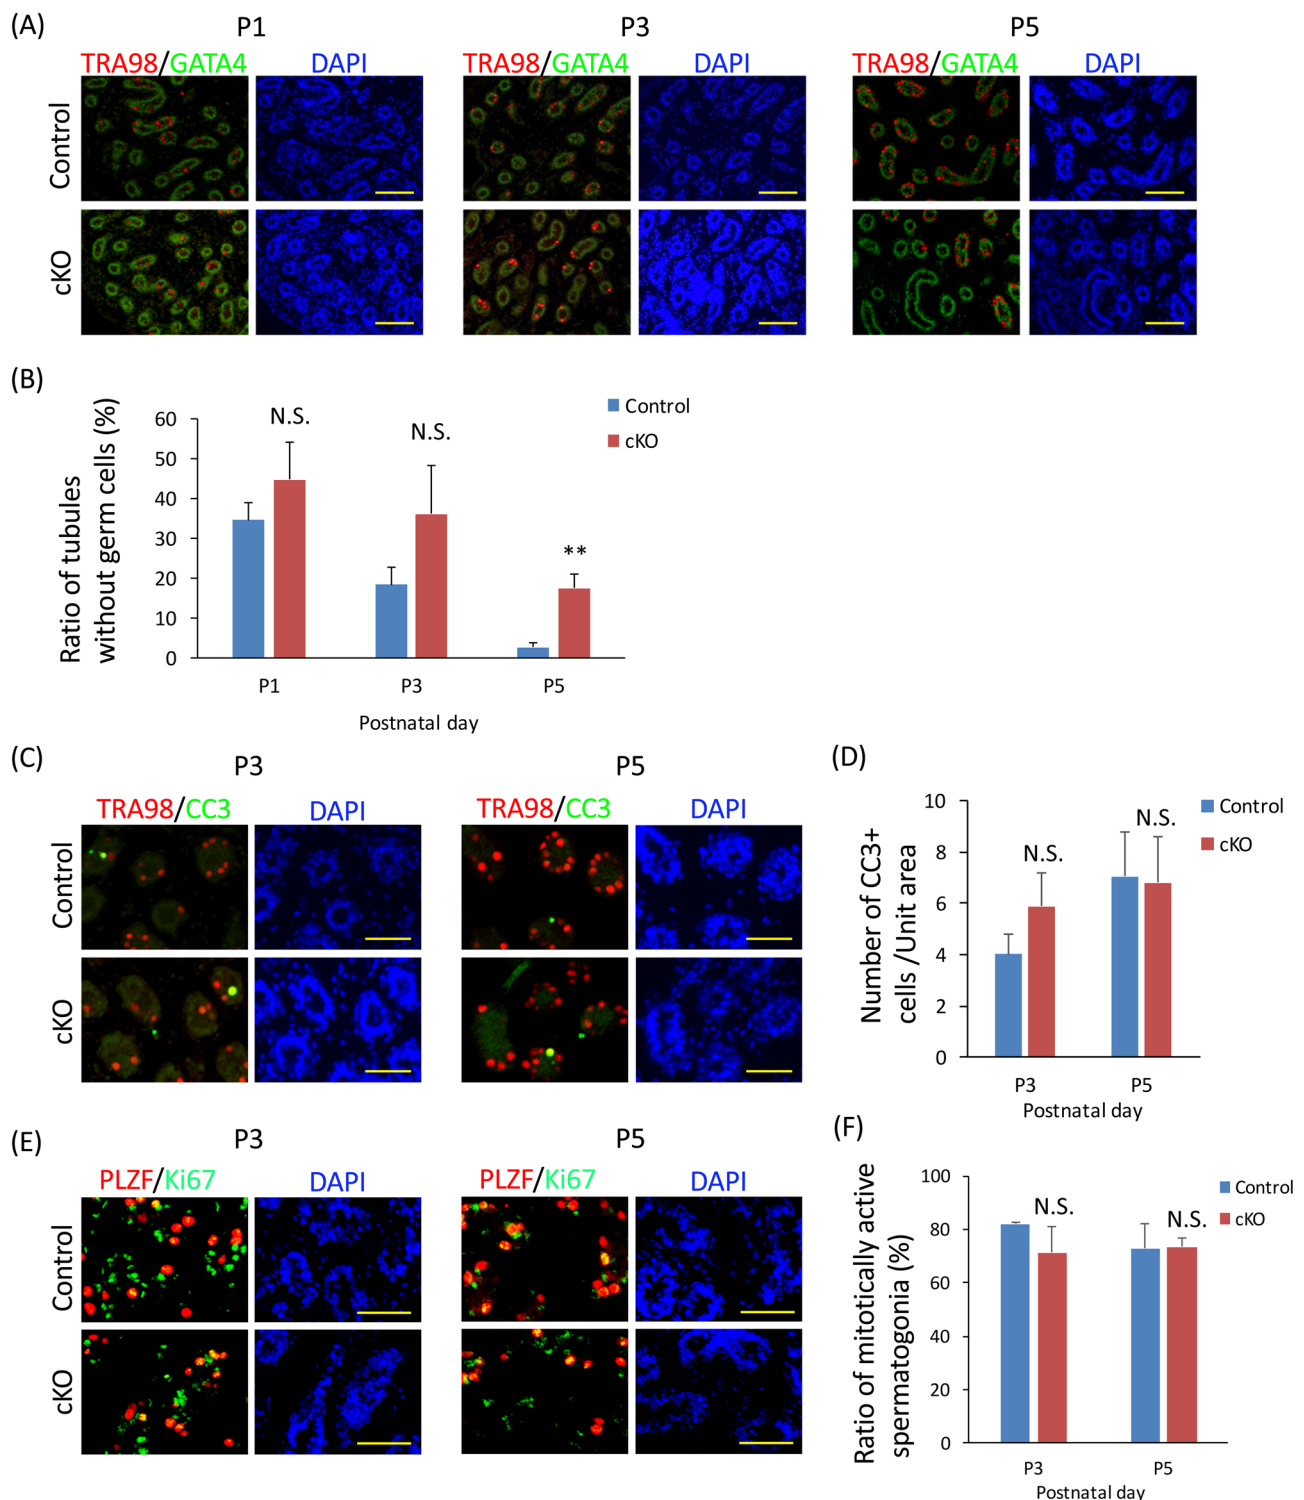 (A)
P1
P3
P5
TRA98/GATA4
DAPI
TRA98/GATA4
DAPI
TRA98/GATA4
DAPI
Control
cKO
(B)
Ratio of tubules
without germ cells (%)
60
50
40
30
20
10
0
N.S.
N.S.
**
Control
cKO
P1
P3
P5
Postnatal day
(C)
P3
P5
TRA98/CC3
DAPI
TRA98/CC3
DAPI
Control
cKO
(D)
Number of CC3+
cells /Unit area
10
8
6
4
2
0
N.S.
N.S.
Control
cKO
P3
P5
Postnatal day
(E)
P3
P5
PLZF/Ki67
DAPI
PLZF/Ki67
DAPI
Control
cKO
(F)
Ratio of mitotically active
spermatogonia (%)
100
80
60
40
20
0
N.S.
N.S.
Control
cKO
P3
P5
Postnatal day